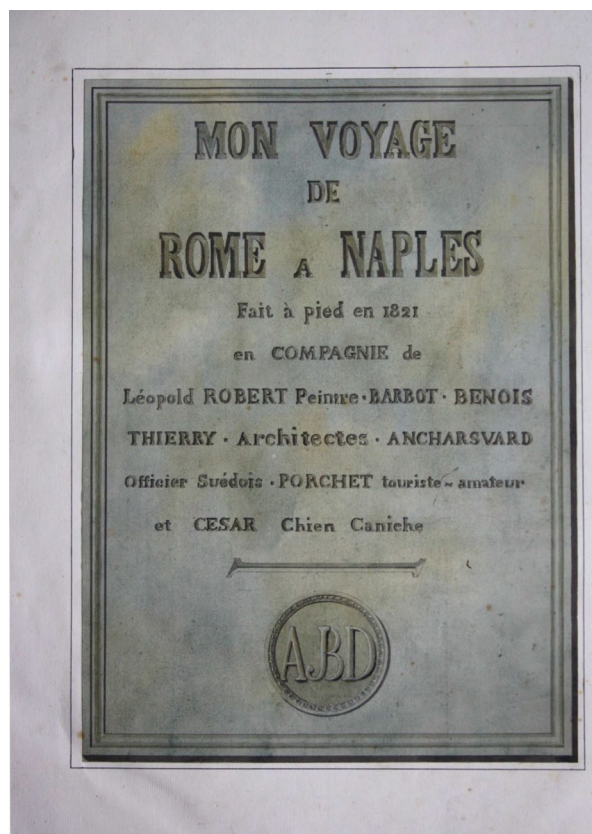 MON VOYAGE
DE
ROME A NAPLES
Fait à pied en 1821
en COMPAGNIE de
Léopold ROBERT Peintre · BARBOT · BENOIS
THIERRY · Architectes · ANCHARSVARD
Officier Suédois · PORCHET touriste ~ amateur
et CESAR Chien Caniche
AJBD